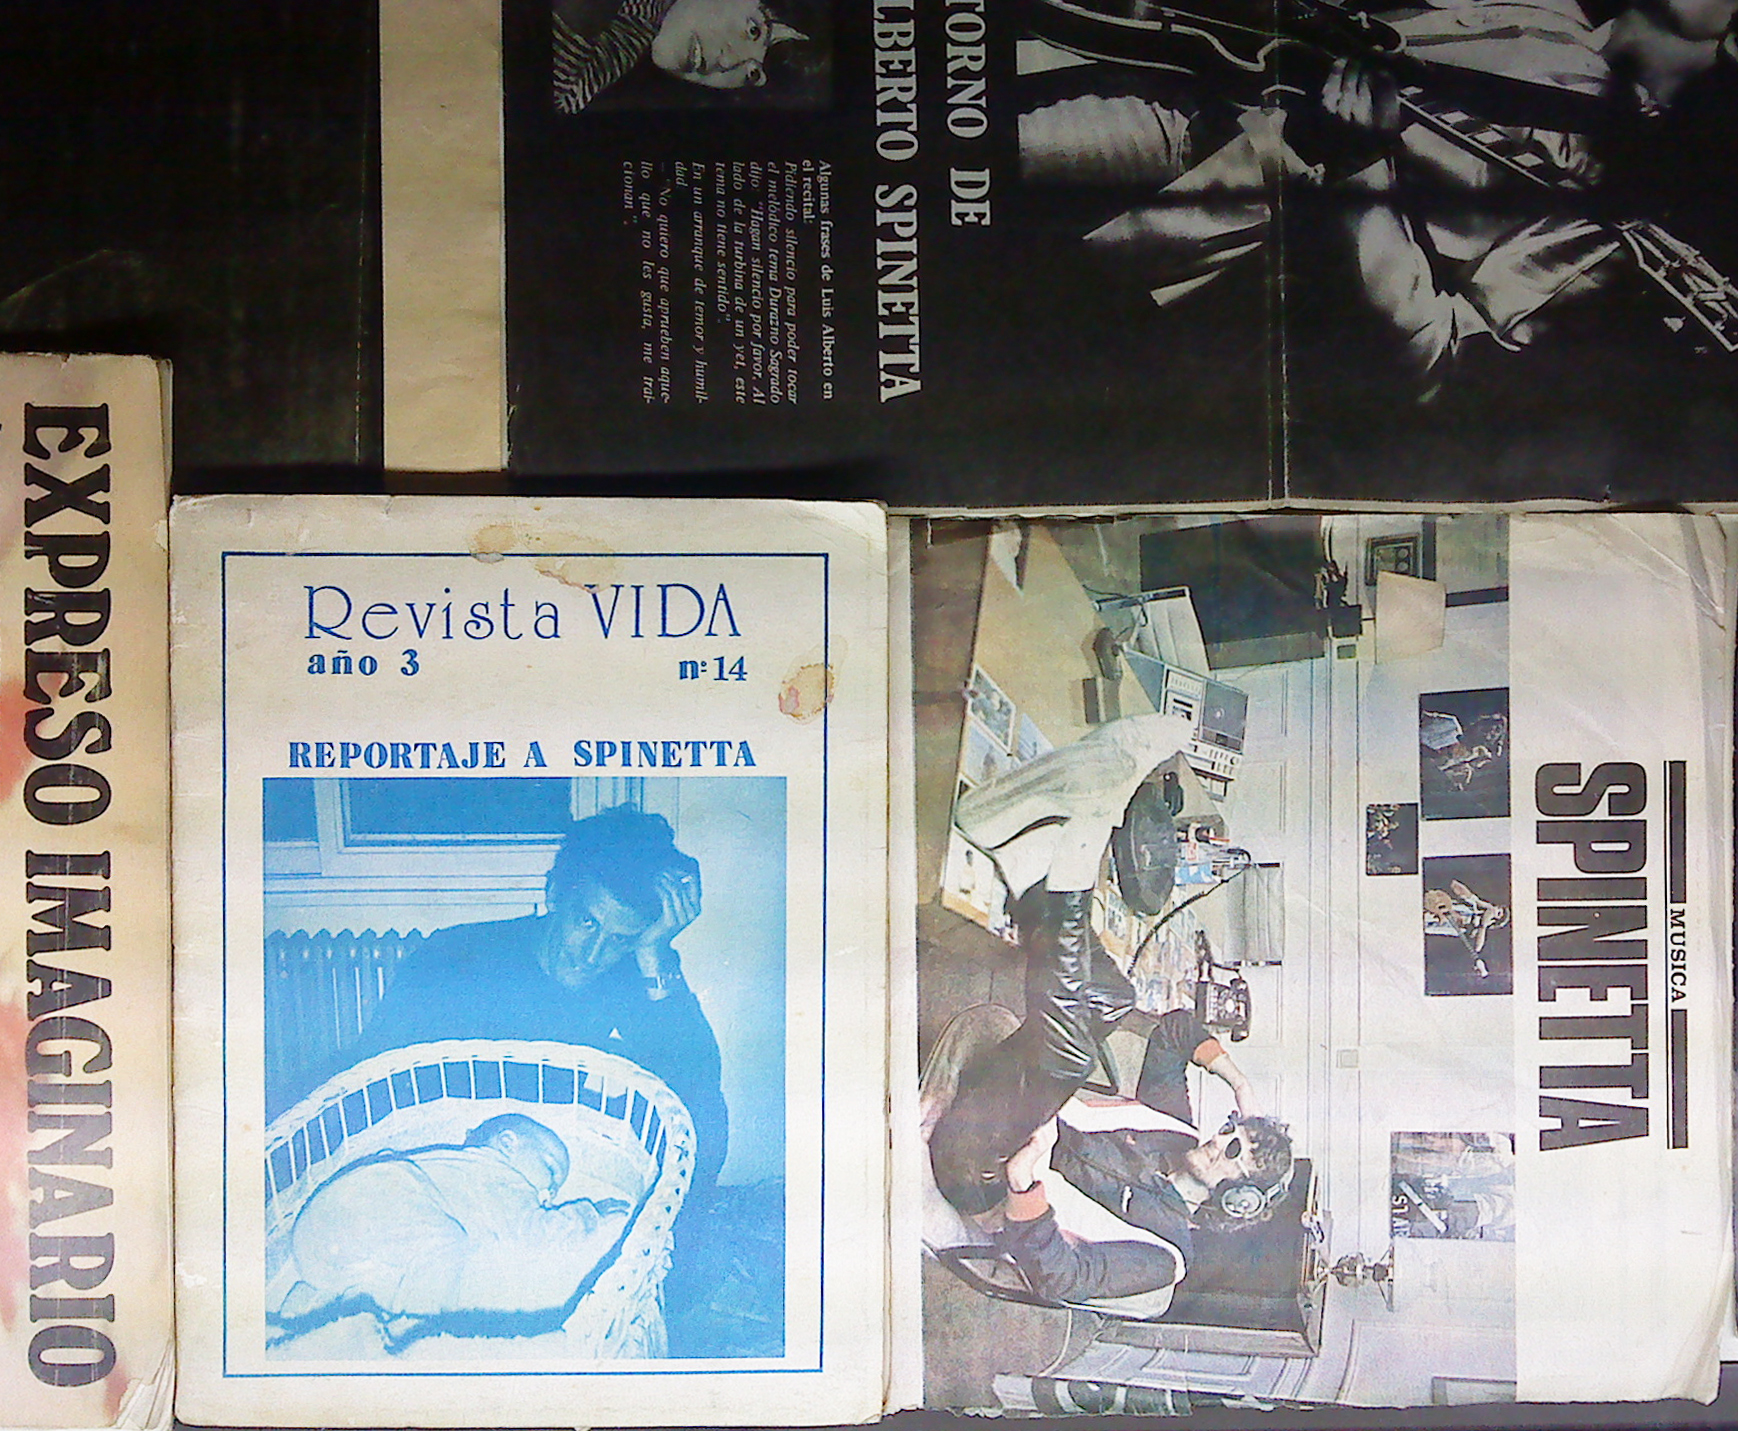 TORNO DE
LBERTO SPINETTA
Algunas frases de Luis Alberto en
el recital:
Pidiendo silencio para poder tocar
el melódico tema Durazno Sagrado
dijo: "Hagan silencio por favor. Al
lado de la turbina de un yet, este
tema no tiene sentido".
En un arranque de temor y humil-
dad.
—"No quiero que aprueben aque-
llo que no les gusta, me trai-
cionan".
EXPRESO IMAGINARIO
Revista VIDA
año 3 nº 14
REPORTAJE A SPINETTA
MUSICA
SPINETTA